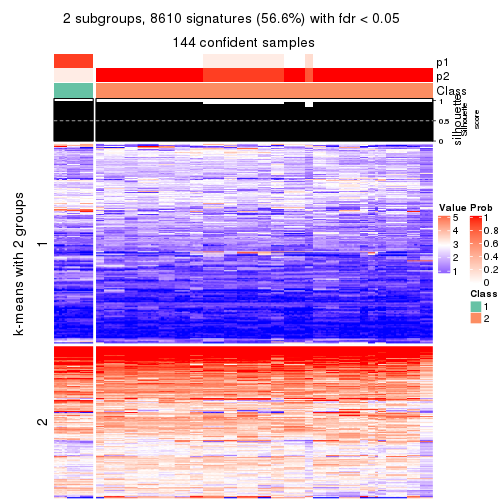 2 subgroups, 8610 signatures (56.6%) with fdr < 0.05
144 confident samples
p1
p2
Class
1
0.5
0
silhouette
Silhouette
score
k-means with 2 groups
1
2
Value
5
4
3
2
1
Prob
1
0.8
0.6
0.4
0.2
0
Class
1
2